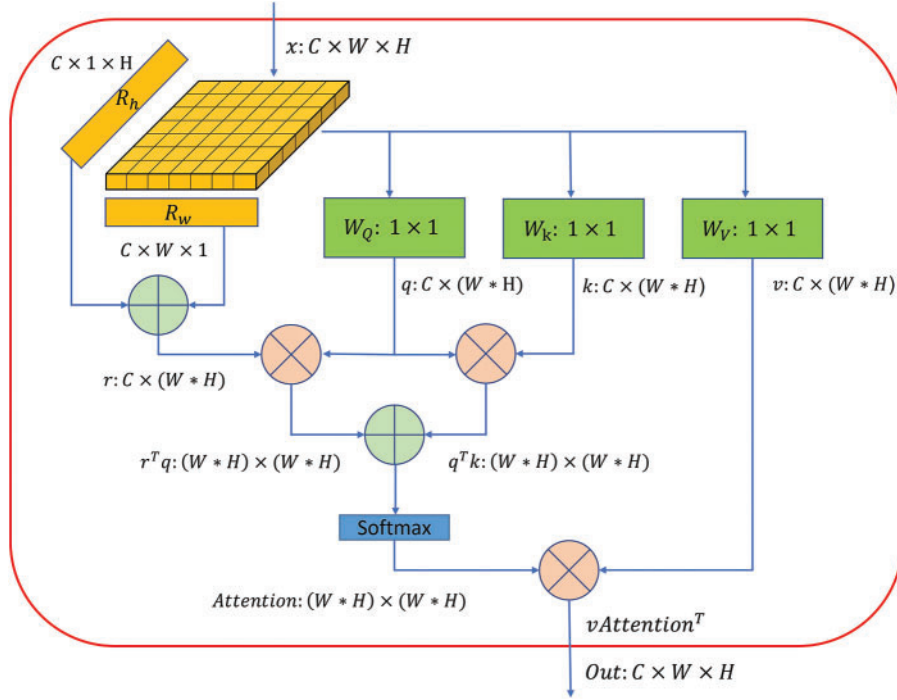 x: C × W × H
C × 1 × H
R_h
R_w
C × W × 1
W_Q: 1 × 1
W_k: 1 × 1
W_V: 1 × 1
q: C × (W * H)
k: C × (W * H)
v: C × (W * H)
r: C × (W * H)
r^T q: (W * H) × (W * H)
q^T k: (W * H) × (W * H)
Softmax
Attention: (W * H) × (W * H)
vAttention^T
Out: C × W × H